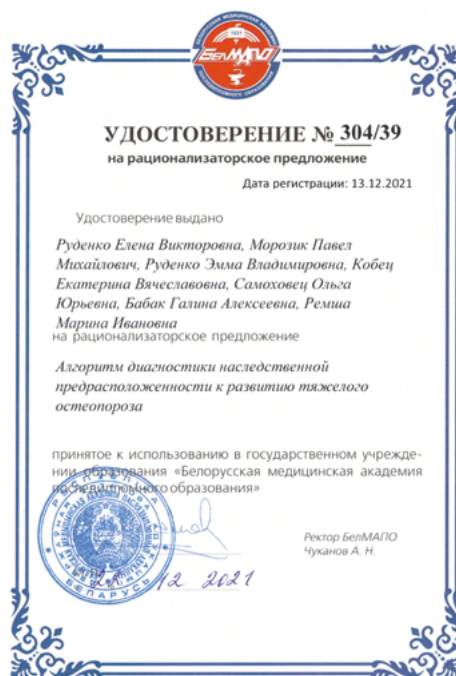 БелМАПО
УДОСТОВЕРЕНИЕ № 304/39
на рационализаторское предложение
Дата регистрации: 13.12.2021
Удостоверение выдано
Руденко Елена Викторовна, Морозик Павел
Михайлович, Руденко Эмма Владимировна, Кобец
Екатерина Вячеславовна, Самоховец Ольга
Юрьевна, Бабак Галина Алексеевна, Ремша
Марина Ивановна
на рационализаторское предложение
Алгоритм диагностики наследственной
предрасположенности к развитию тяжелого
остеопороза
принятое к использованию в государственном учрежде-
нии образования «Белорусская медицинская академия
последипломного образования»
Ректор БелМАПО
Чуканов А. Н.
12 2021
БЕЛАРУСЬ